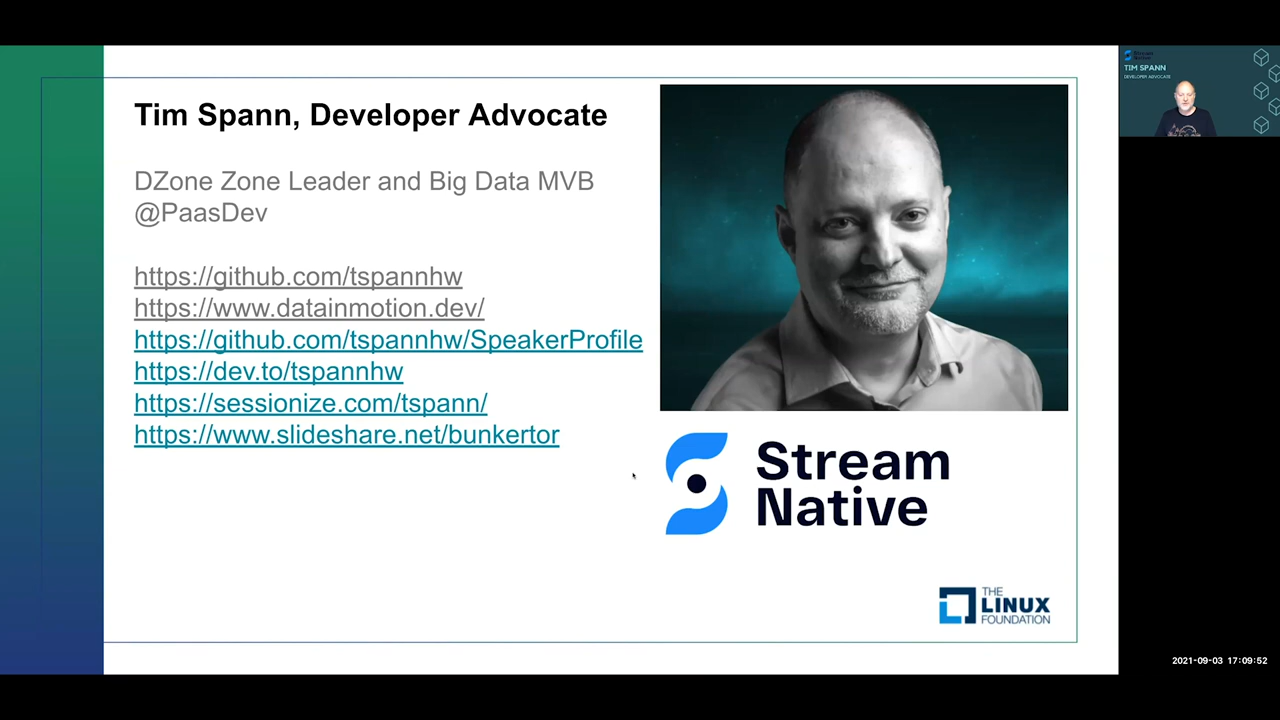 Tim Spann, Developer Advocate
DZone Zone Leader and Big Data MVB
@PaasDev
https://github.com/tspannhw
https://www.datainmotion.dev/
https://github.com/tspannhw/SpeakerProfile
https://dev.to/tspannhw
https://sessionize.com/tspann/
https://www.slideshare.net/bunkertor
Stream
Native
THE
LINUX
FOUNDATION
Stream
Native
TIM SPANN
DEVELOPER ADVOCATE
2021-09-03 17:09:52